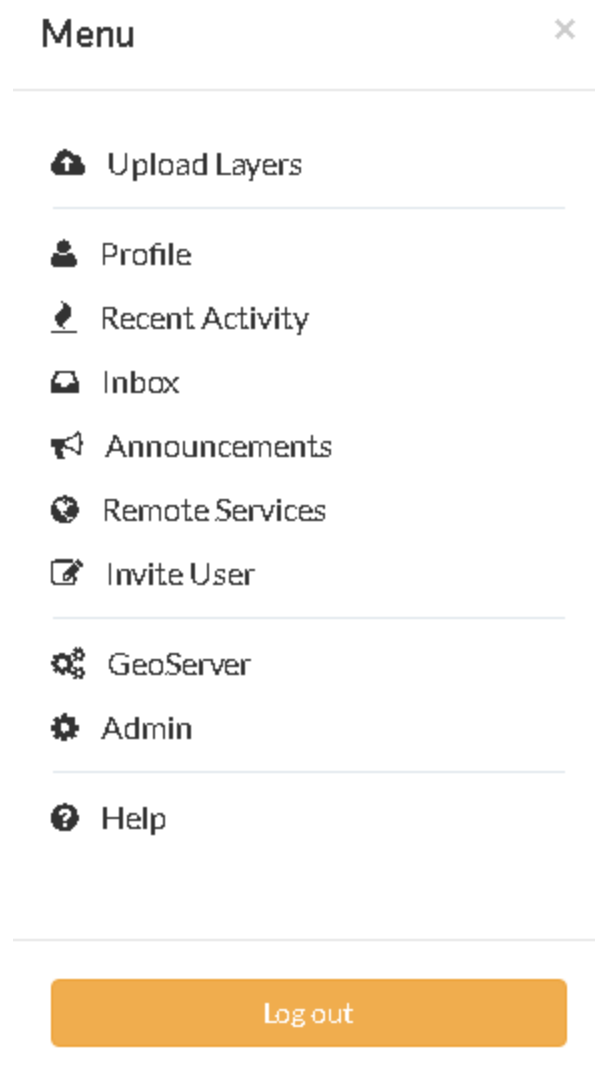 Menu ×
Upload Layers
Profile
Recent Activity
Inbox
Announcements
Remote Services
Invite User
GeoServer
Admin
Help
Log out